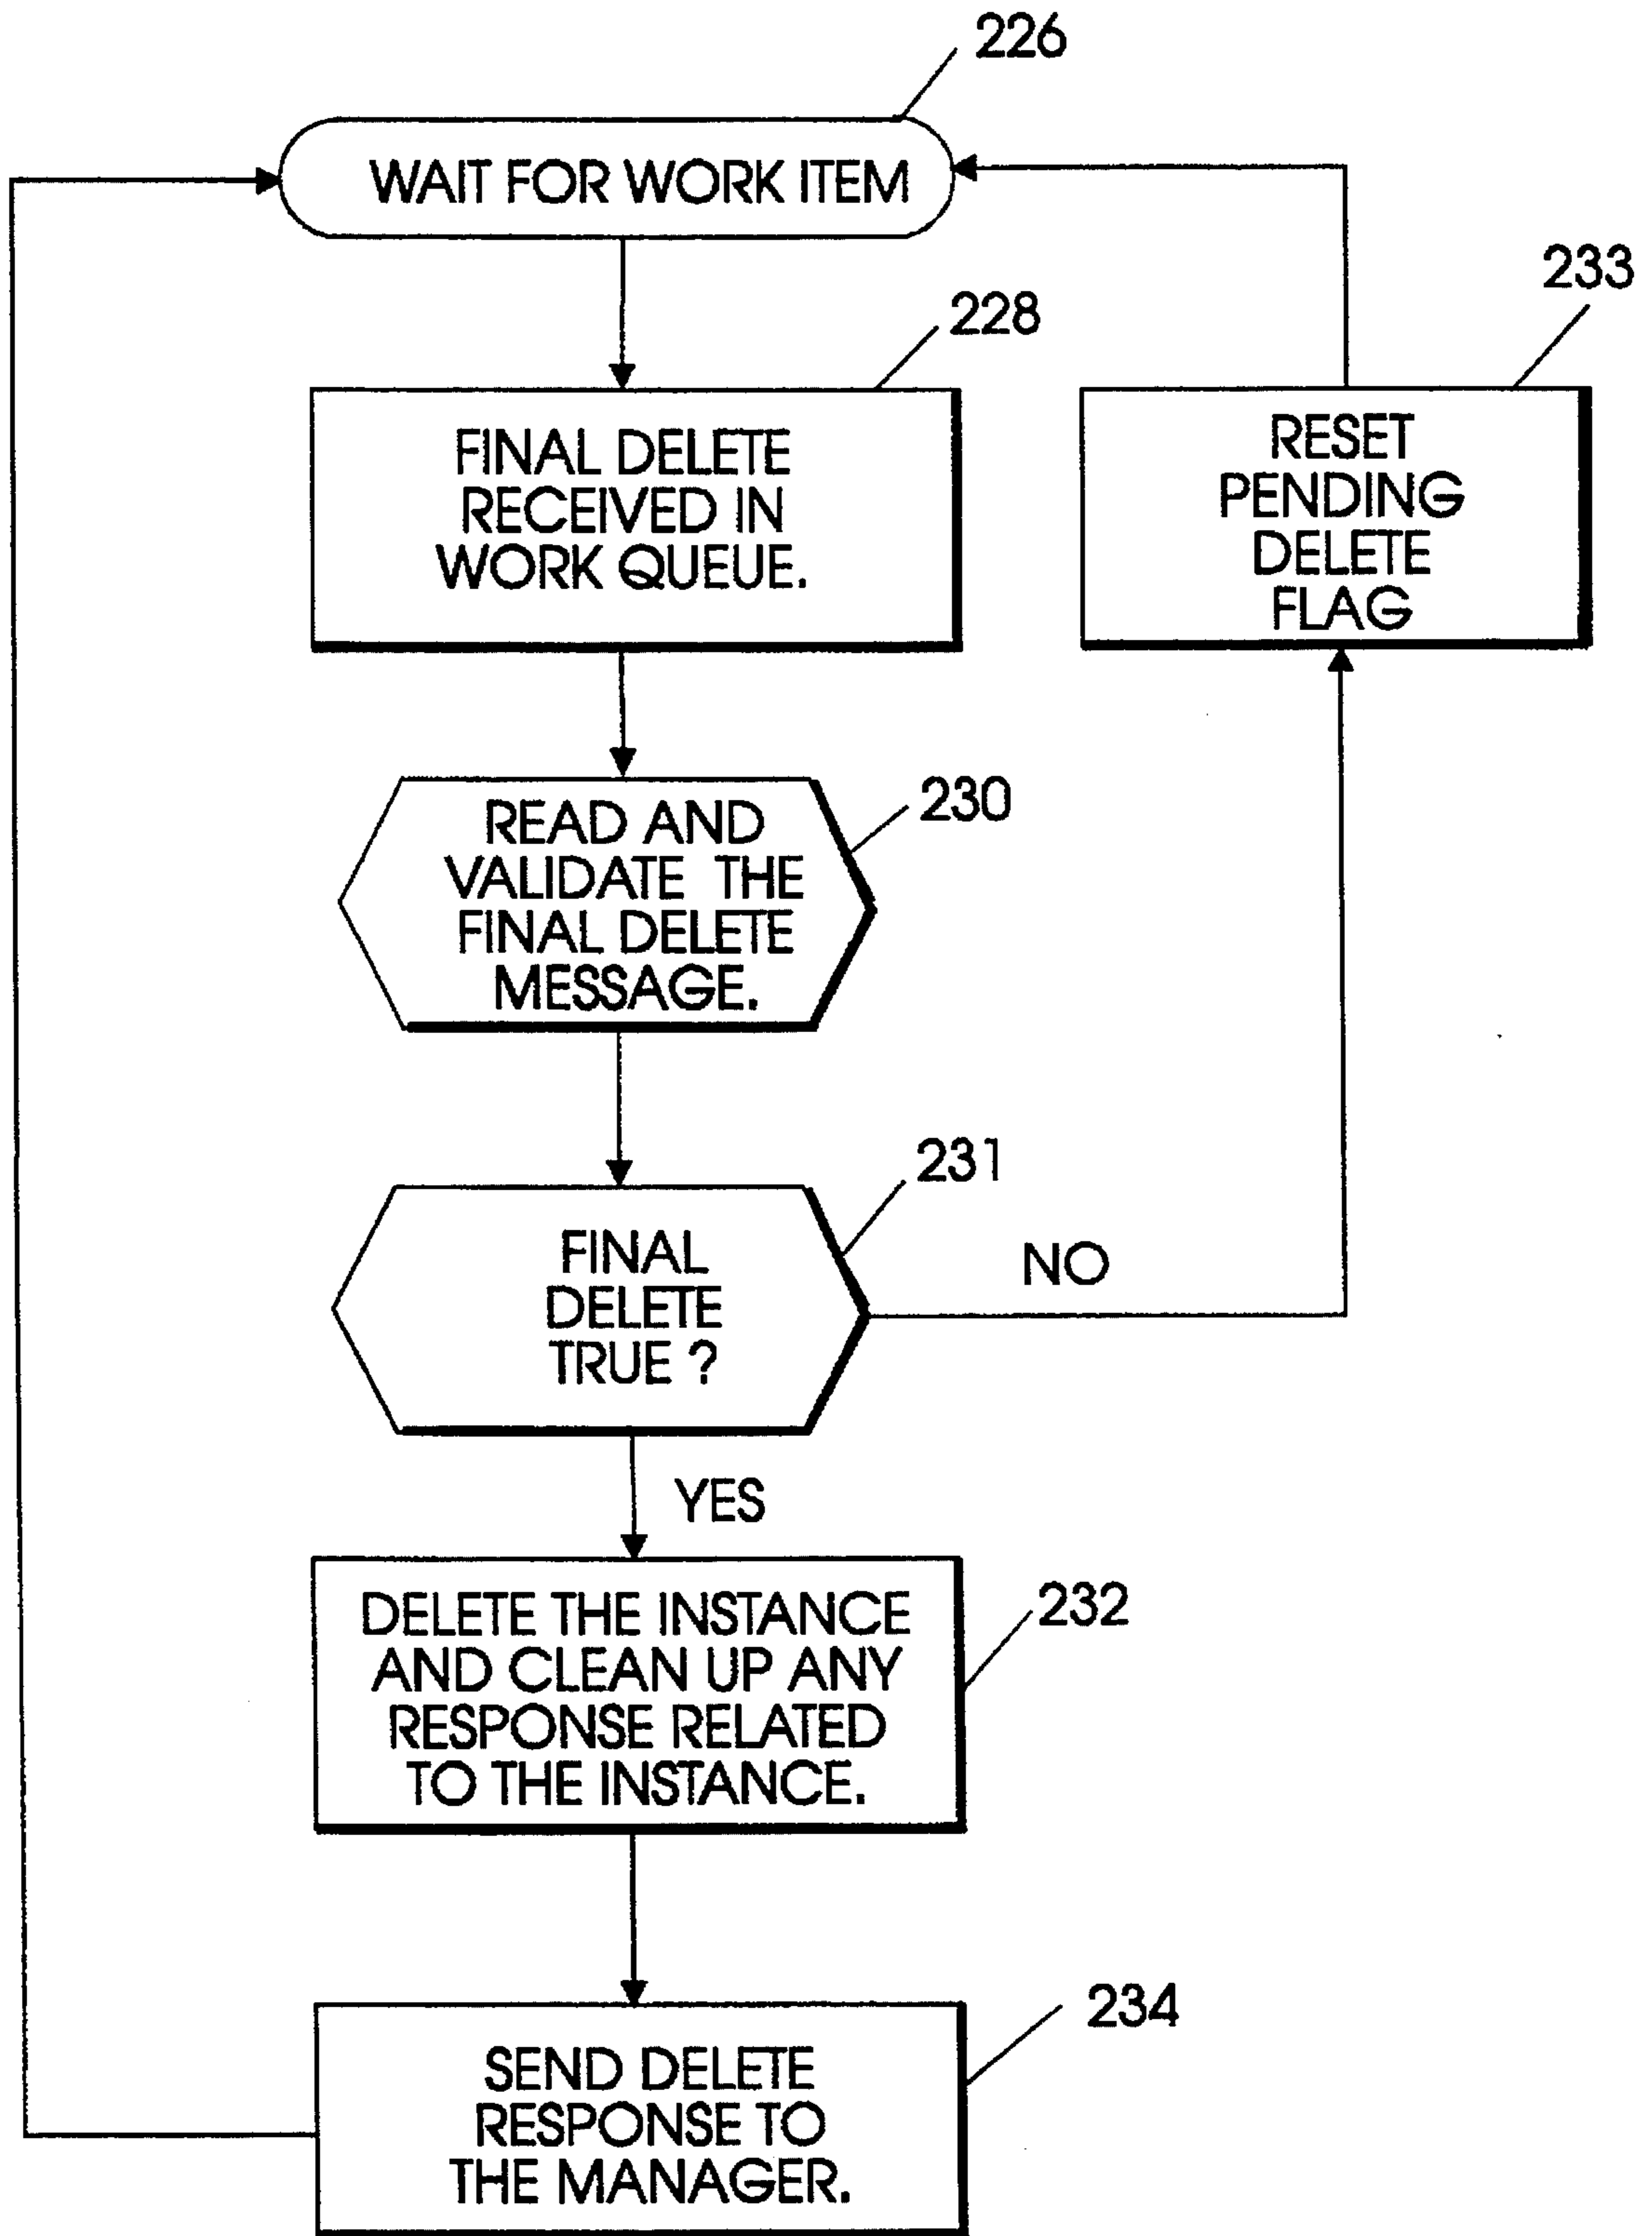 226
WAIT FOR WORK ITEM
233
228
FINAL DELETE
RECEIVED IN
WORK QUEUE.
RESET
PENDING
DELETE
FLAG
230
READ AND
VALIDATE THE
FINAL DELETE
MESSAGE.
231
FINAL
DELETE
TRUE ?
NO
YES
232
DELETE THE INSTANCE
AND CLEAN UP ANY
RESPONSE RELATED
TO THE INSTANCE.
234
SEND DELETE
RESPONSE TO
THE MANAGER.